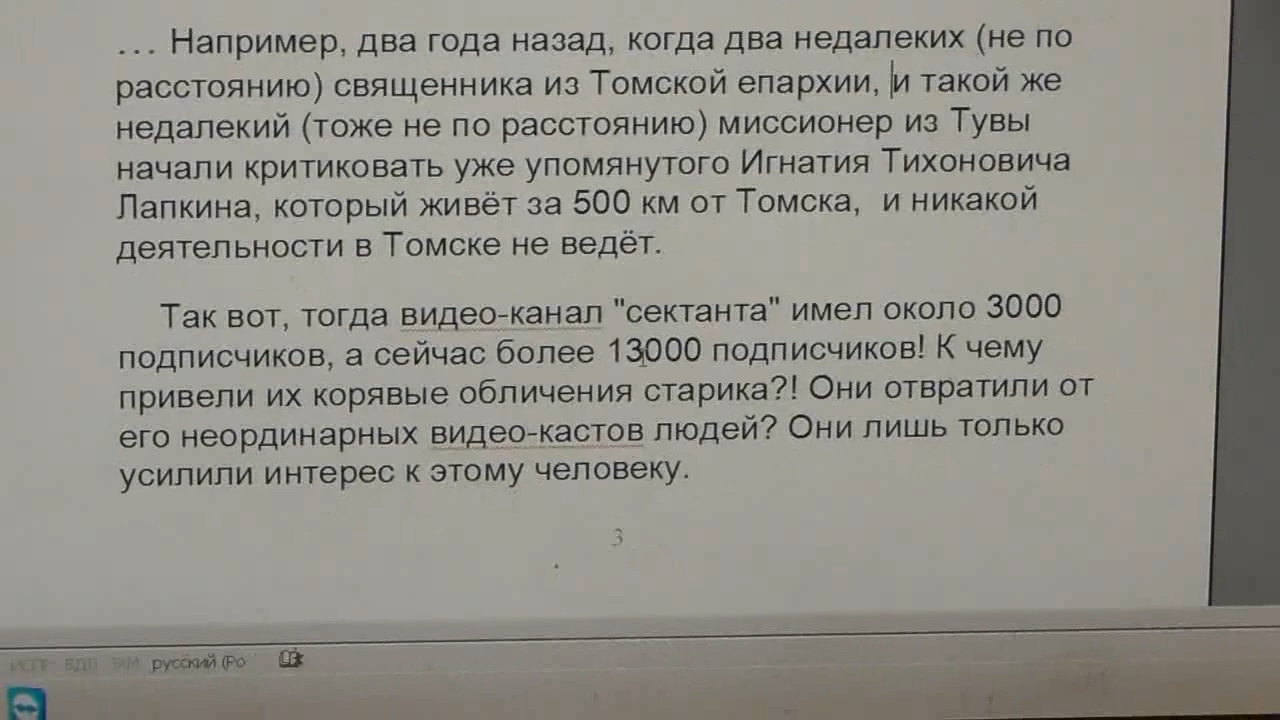 ... Например, два года назад, когда два недалеких (не по
расстоянию) священника из Томской епархии, и такой же
недалекий (тоже не по расстоянию) миссионер из Тувы
начали критиковать уже упомянутого Игнатия Тихоновича
Лапкина, который живёт за 500 км от Томска,  и никакой
деятельности в Томске не ведёт.
Так вот, тогда видео-канал "сектанта" имел около 3000
подписчиков, а сейчас более 13000 подписчиков! К чему
привели их корявые обличения старика?! Они отвратили от
его неординарных видео-кастов людей? Они лишь только
усилили интерес к этому человеку.
3
ИСПР ВДЛ ЗАМ русский (Ро